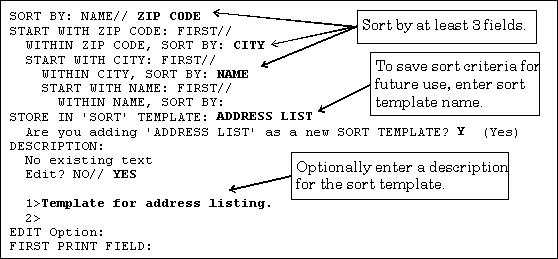 SORT BY: NAME// ZIP CODE
START WITH ZIP CODE: FIRST//
WITHIN ZIP CODE, SORT BY: CITY
START WITH CITY: FIRST//
WITHIN CITY, SORT BY: NAME
START WITH NAME: FIRST//
WITHIN NAME, SORT BY:
STORE IN 'SORT' TEMPLATE: ADDRESS LIST
Are you adding 'ADDRESS LIST' as a new SORT TEMPLATE? Y (Yes)
DESCRIPTION:
No existing text
Edit? NO// YES
1>Template for address listing.
2>
EDIT Option:
FIRST PRINT FIELD:
Sort by at least 3 fields.
To save sort criteria for
future use, enter sort
template name.
Optionally enter a description
for the sort template.